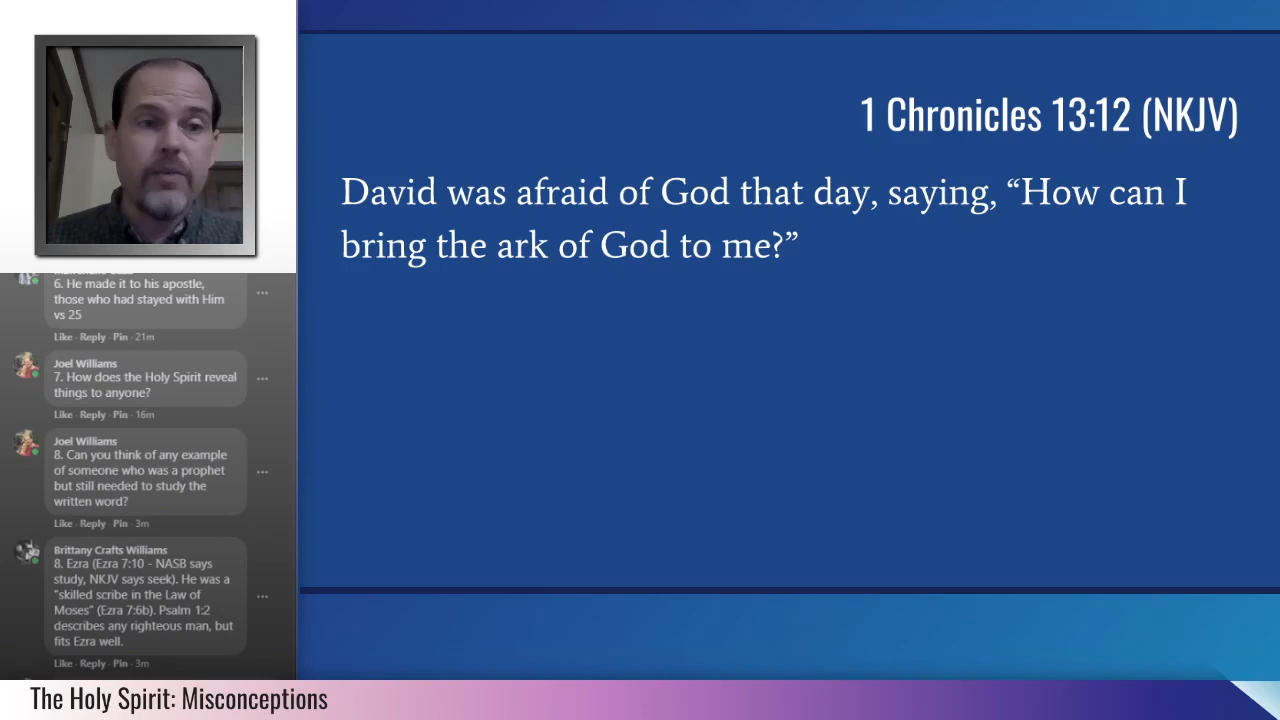 1 Chronicles 13:12 (NKJV)
David was afraid of God that day, saying, “How can I
bring the ark of God to me?”
6. He made it to his apostle,
those who had stayed with Him
vs 25
Like · Reply · Pin · 21m
Joel Williams
7. How does the Holy Spirit reveal
things to anyone?
Like · Reply · Pin · 16m
Joel Williams
8. Can you think of any example
of someone who was a prophet
but still needed to study the
written word?
Like · Reply · Pin · 3m
Brittany Crafts Williams
8. Ezra (Ezra 7:10 - NASB says
study, NKJV says seek). He was a
"skilled scribe in the Law of
Moses" (Ezra 7:6b). Psalm 1:2
describes any righteous man, but
fits Ezra well.
Like · Reply · Pin · 3m
The Holy Spirit: Misconceptions